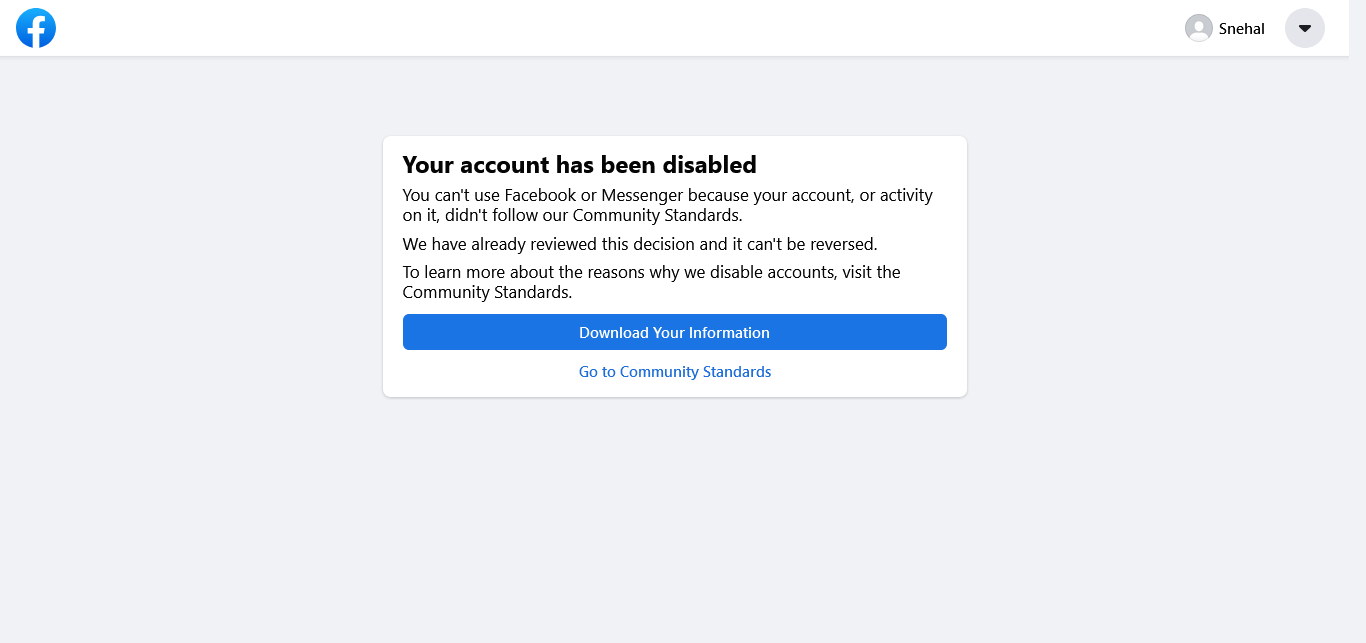 Snehal
Your account has been disabled
You can't use Facebook or Messenger because your account, or activity
on it, didn't follow our Community Standards.
We have already reviewed this decision and it can't be reversed.
To learn more about the reasons why we disable accounts, visit the
Community Standards.
Download Your Information
Go to Community Standards